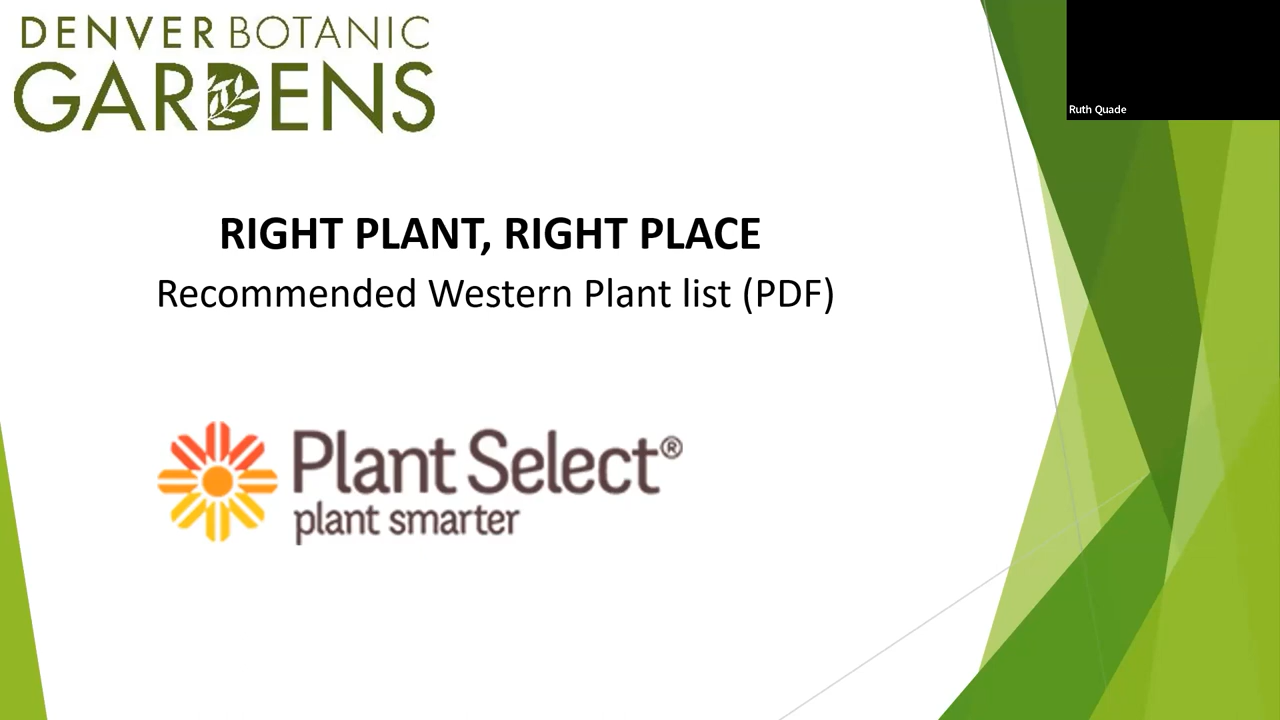 DENVER BOTANIC
GARDENS
Ruth Quade
RIGHT PLANT, RIGHT PLACE
Recommended Western Plant list (PDF)
Plant Select®
plant smarter